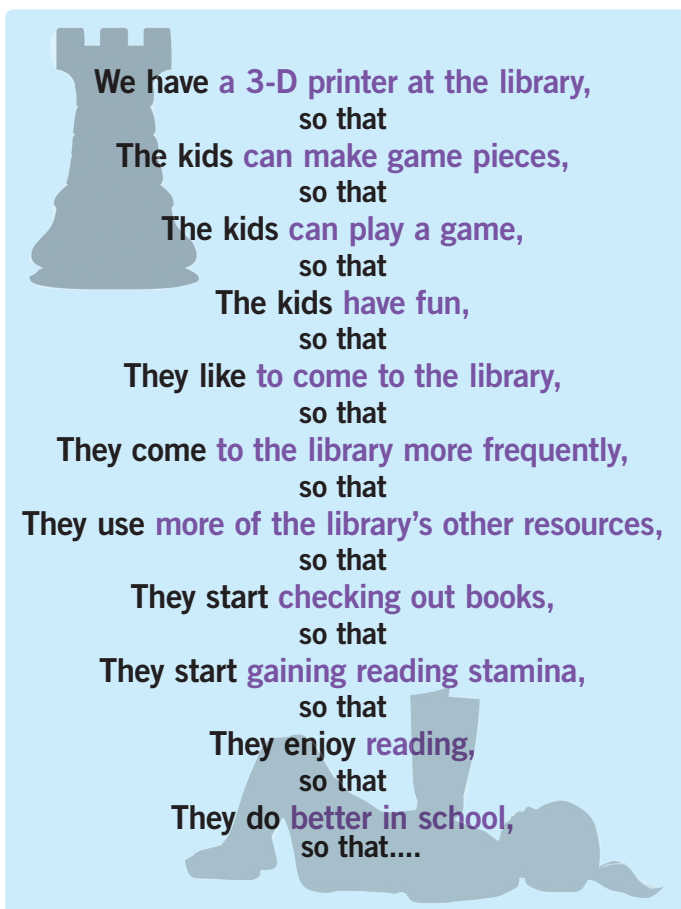 We have a 3-D printer at the library,
so that
The kids can make game pieces,
so that
The kids can play a game,
so that
The kids have fun,
so that
They like to come to the library,
so that
They come to the library more frequently,
so that
They use more of the library’s other resources,
so that
They start checking out books,
so that
They start gaining reading stamina,
so that
They enjoy reading,
so that
They do better in school,
so that....